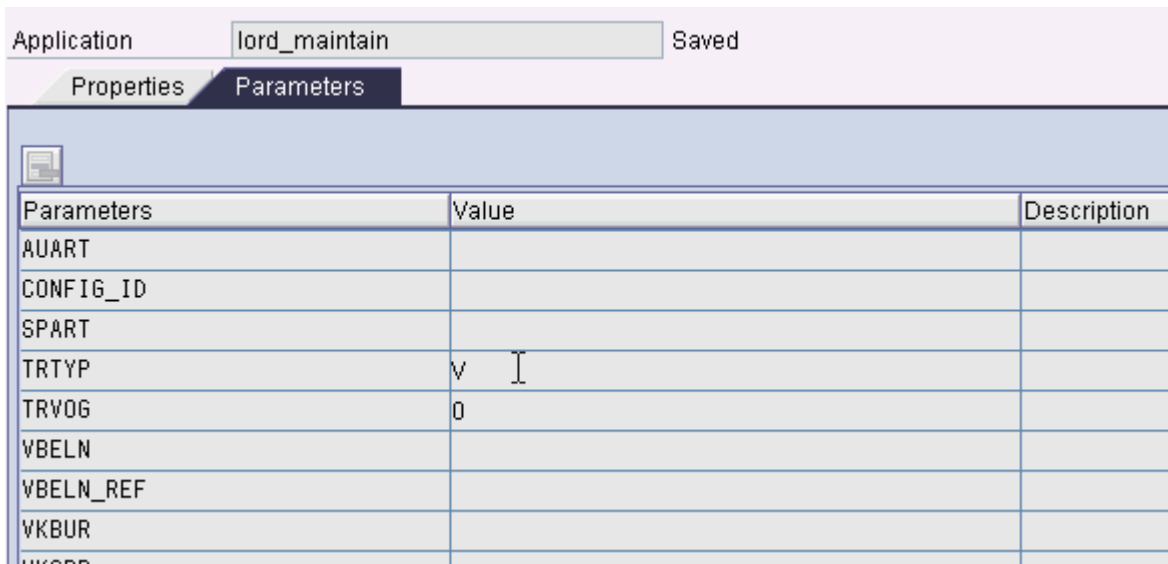 Application lord_maintain Saved
Properties Parameters
Parameters Value Description
AUART
CONFIG_ID
SPART
TRTYP V
TRVOG 0
VBELN
VBELN_REF
VKBUR